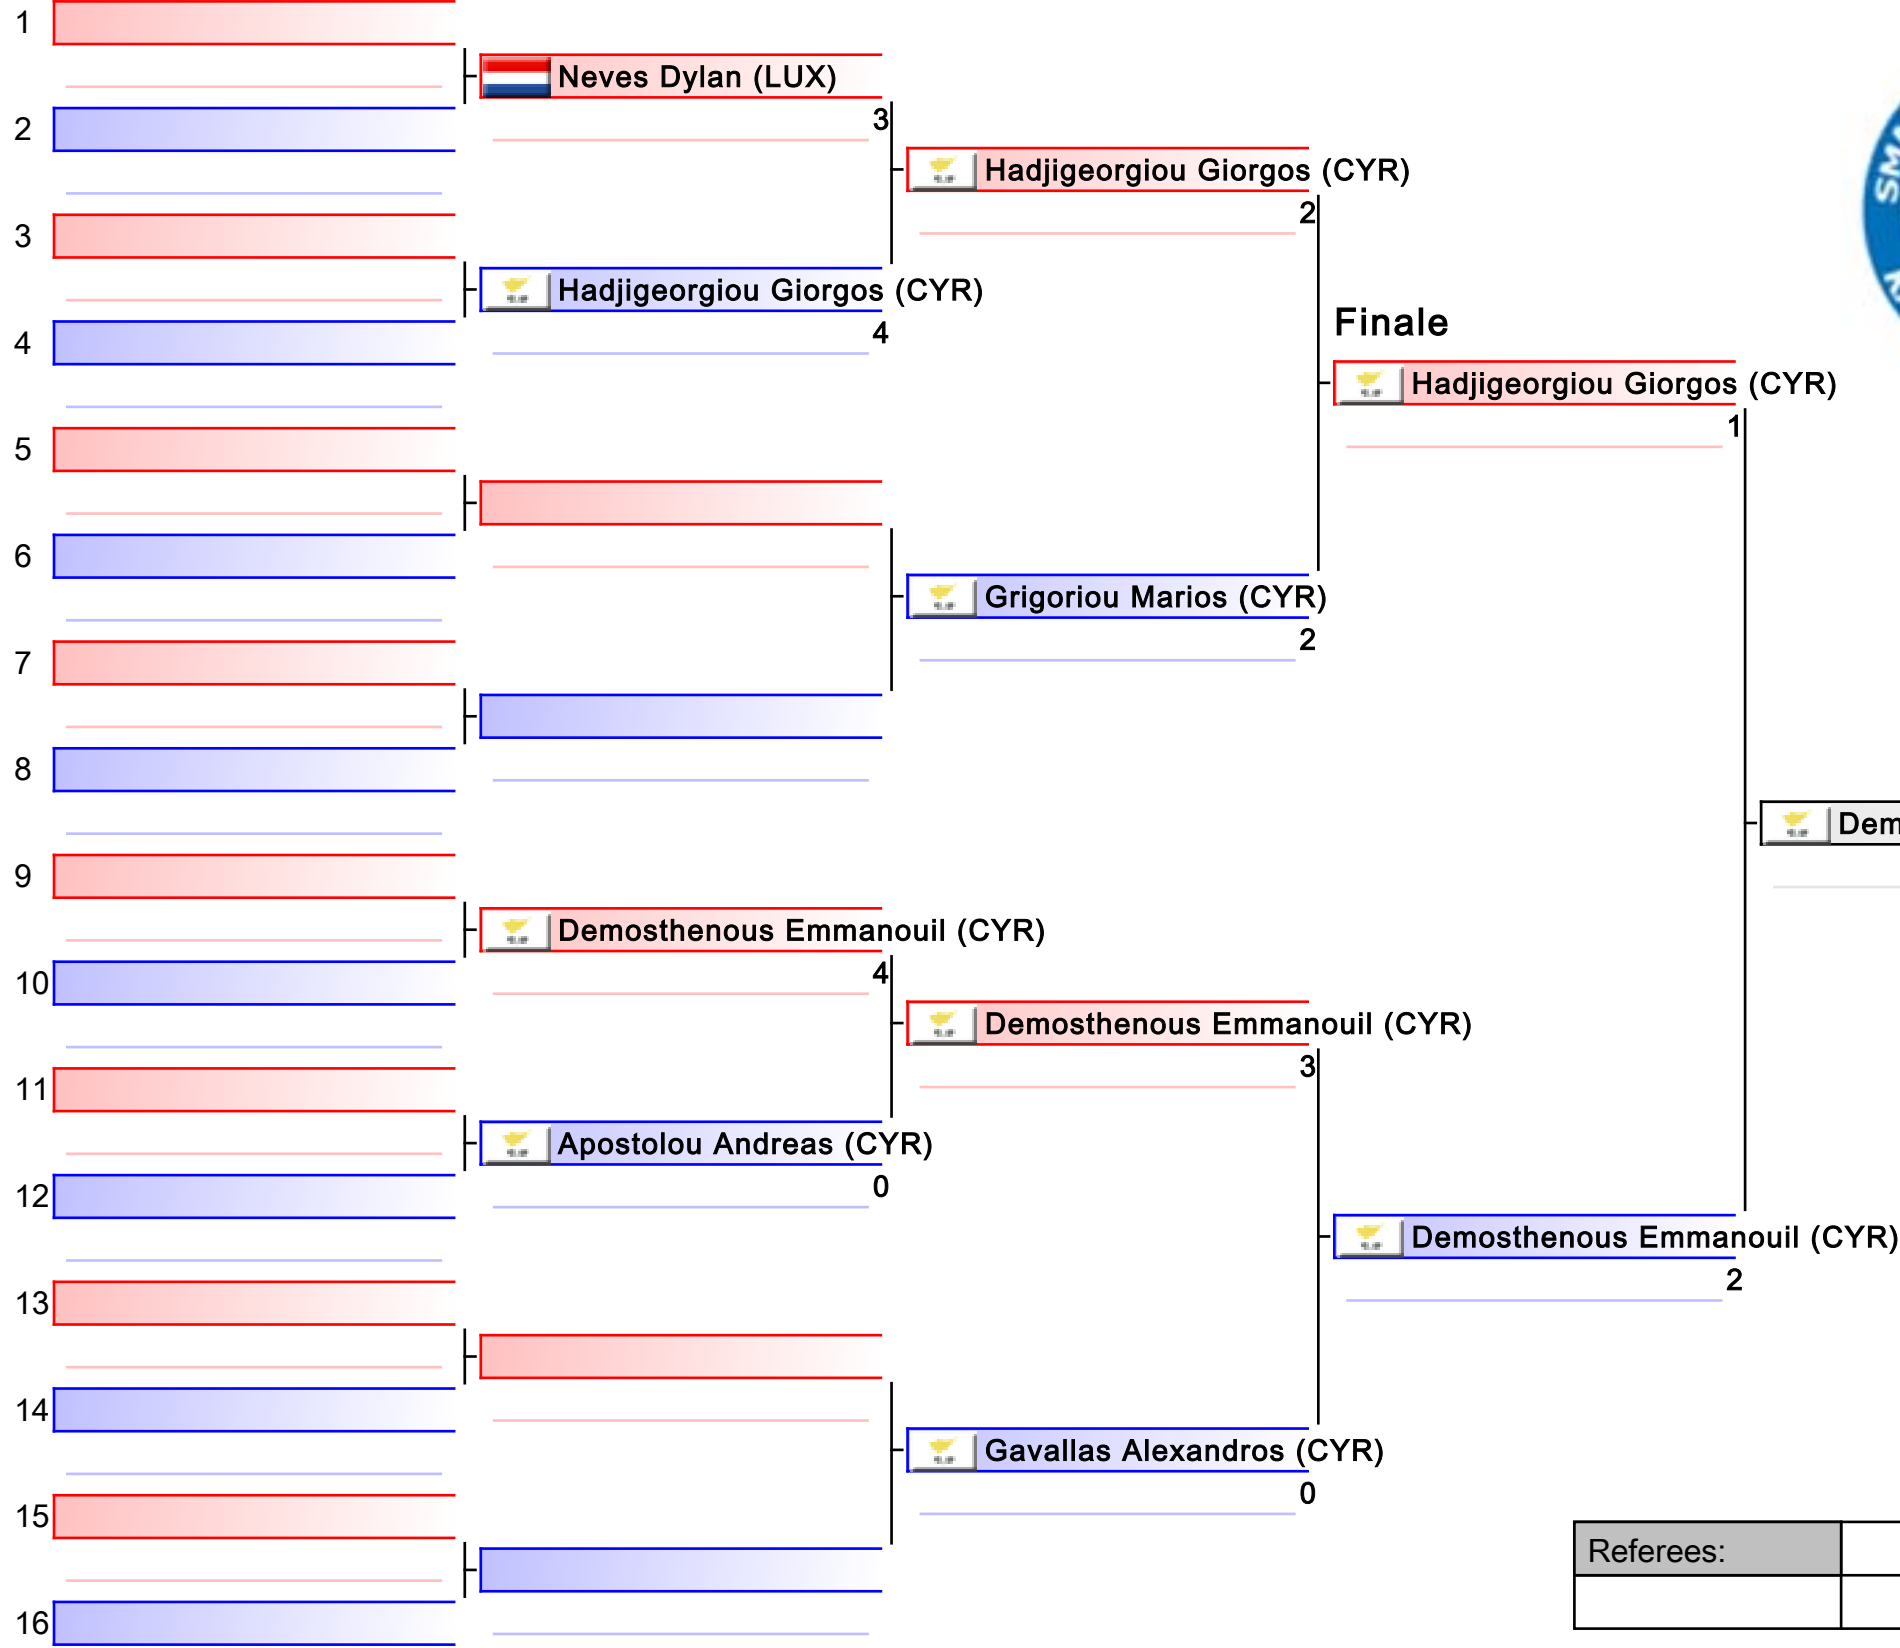 1
Neves Dylan (LUX)
2
3
Hadjigeorgiou Giorgos (CYR)
2
3
Hadjigeorgiou Giorgos (CYR)
4
4
Finale
Hadjigeorgiou Giorgos (CYR)
1
5
6
Grigoriou Marios (CYR)
2
7
8
Dem
9
Demosthenous Emmanouil (CYR)
4
10
Demosthenous Emmanouil (CYR)
3
11
Apostolou Andreas (CYR)
0
12
Demosthenous Emmanouil (CYR)
2
13
14
Gavallas Alexandros (CYR)
0
15
Referees:
16